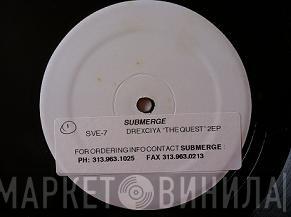 1
SUBMERGE
SVE-7 DREXCIYA "THE QUEST" 2EP
FOR ORDERING INFO CONTACT SUBMERGE :
PH: 313.963.1025 FAX 313.963.0213
МАРКЕТ ВИНИЛА